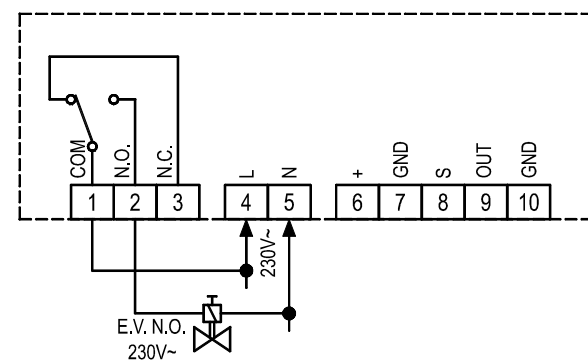 COM
N.O.
N.C.
L
N
+
GND
S
OUT
GND
1 2 3 4 5 6 7 8 9 10
230V~
E.V. N.O.
230V~